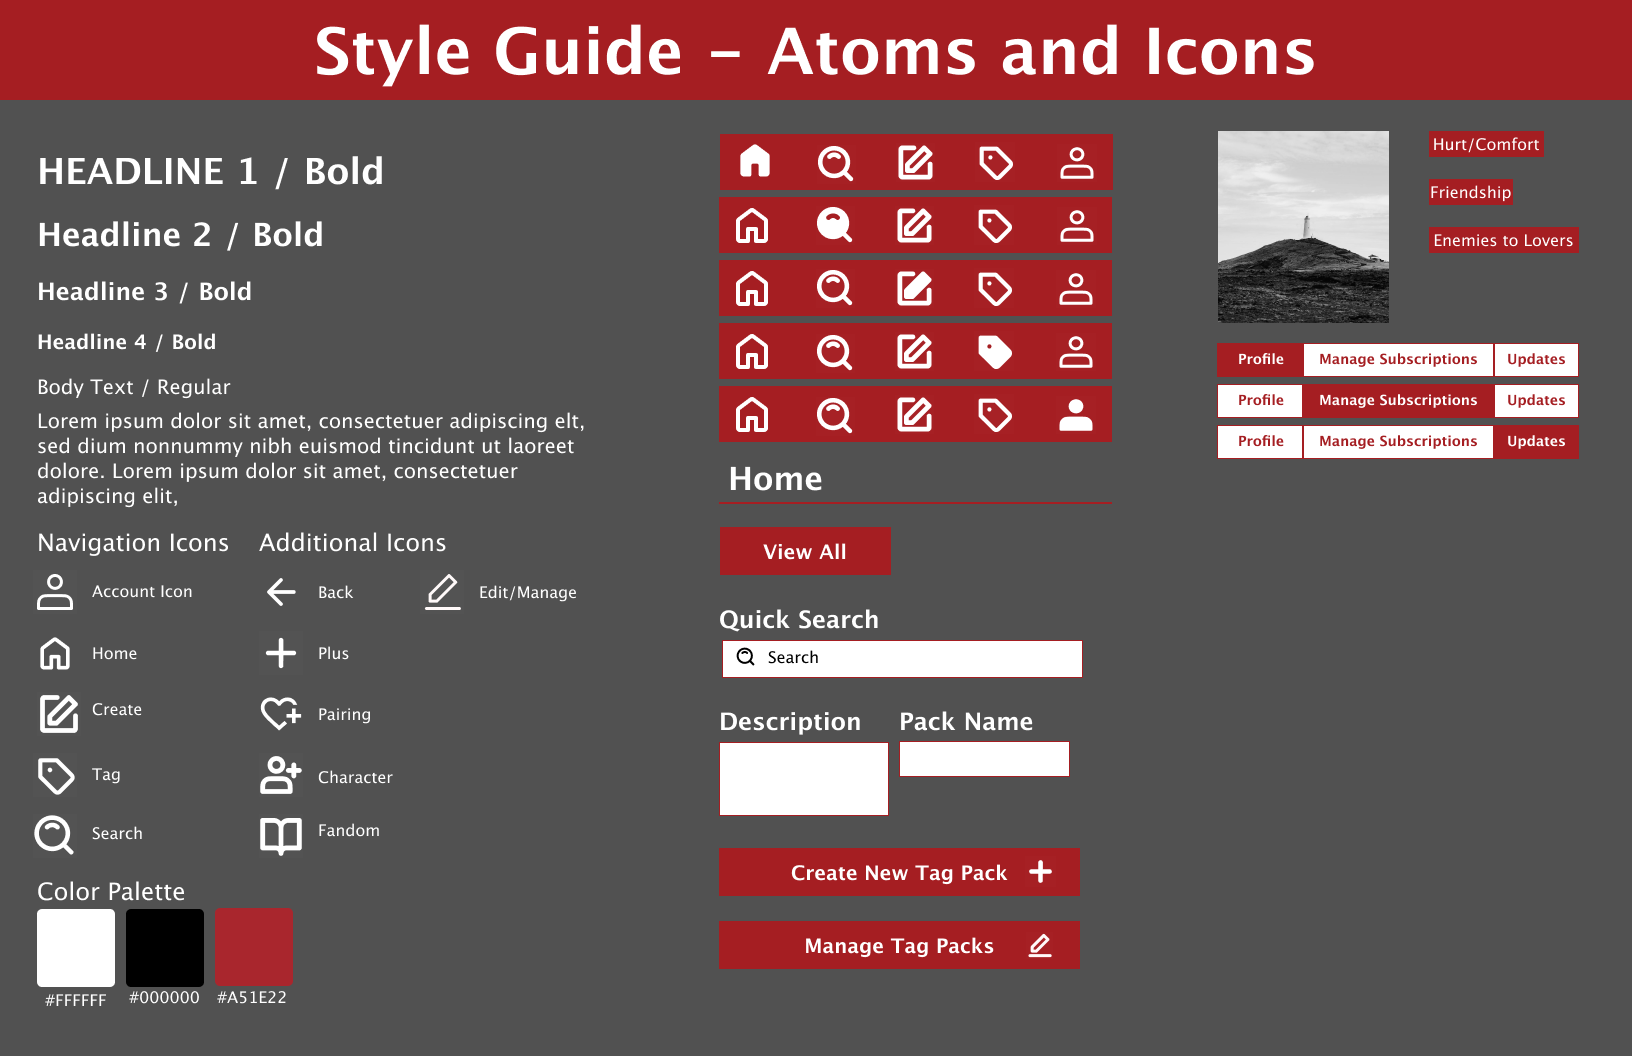 Style Guide – Atoms and Icons
HEADLINE 1 / Bold
Headline 2 / Bold
Headline 3 / Bold
Headline 4 / Bold
Body Text / Regular
Lorem ipsum dolor sit amet, consectetuer adipiscing elt,
sed dium nonnummy nibh euismod tincidunt ut laoreet
dolore. Lorem ipsum dolor sit amet, consectetuer
adipiscing elit,
Navigation Icons
Account Icon
Home
Create
Tag
Search
Additional Icons
Back
Plus
Pairing
Character
Fandom
Edit/Manage
Color Palette
#FFFFFF
#000000
#A51E22
Home
View All
Quick Search
Search
Description
Pack Name
Create New Tag Pack
Manage Tag Packs
Hurt/Comfort
Friendship
Enemies to Lovers
Profile Manage Subscriptions Updates
Profile Manage Subscriptions Updates
Profile Manage Subscriptions Updates